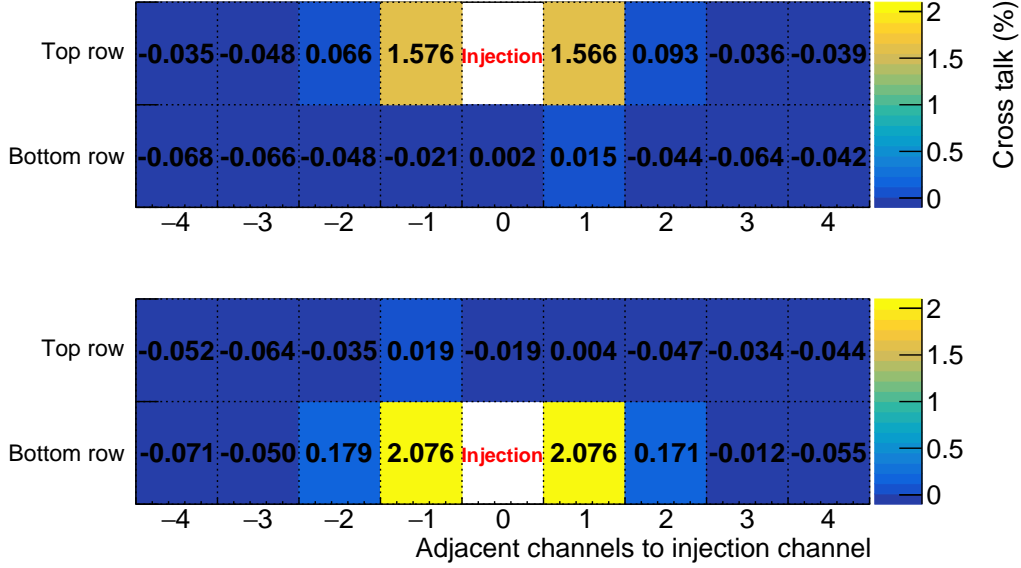 Top row -0.035 -0.048 0.066 1.576 Injection 1.566 0.093 -0.036 -0.039
Bottom row -0.068 -0.066 -0.048 -0.021 0.002 0.015 -0.044 -0.064 -0.042
−4 −3 −2 −1 0 1 2 3 4
2
1.5
1
0.5
0
Cross talk (%)
Top row -0.052 -0.064 -0.035 0.019 -0.019 0.004 -0.047 -0.034 -0.044
Bottom row -0.071 -0.050 0.179 2.076 Injection 2.076 0.171 -0.012 -0.055
−4 −3 −2 −1 0 1 2 3 4
2
1.5
1
0.5
0
Adjacent channels to injection channel